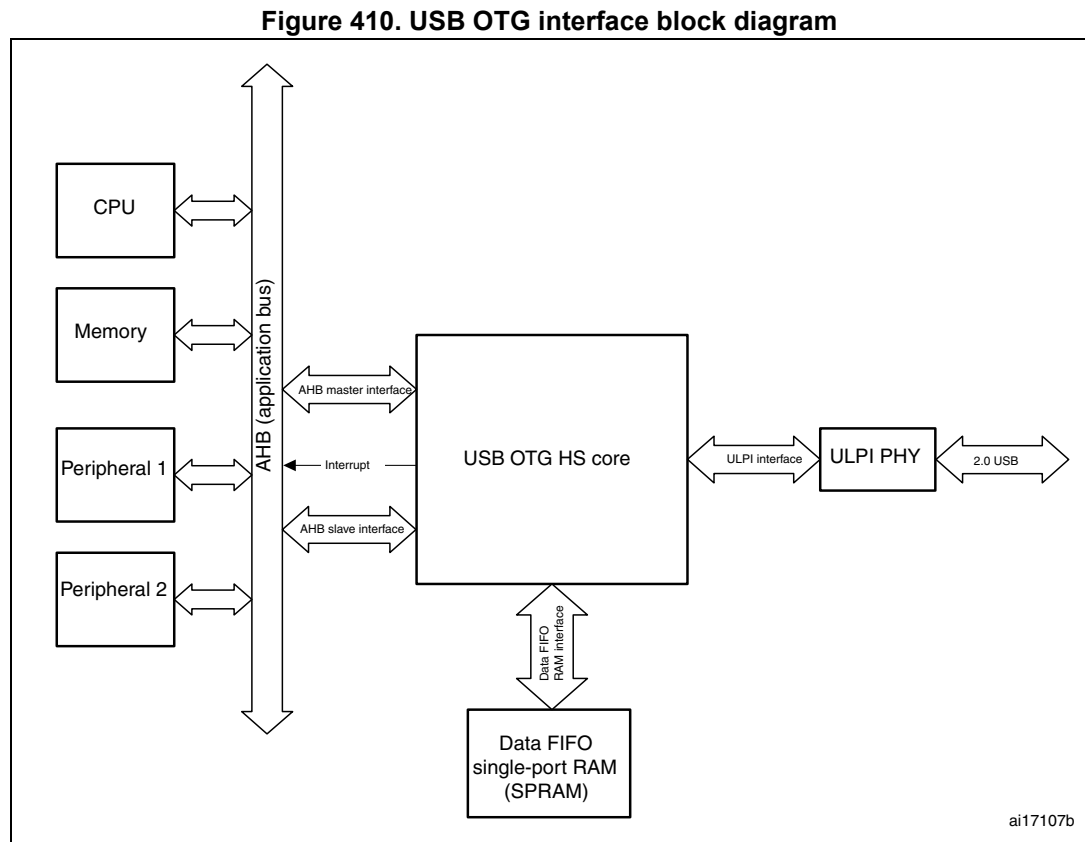 Figure 410. USB OTG interface block diagram
CPU
Memory
Peripheral 1
Peripheral 2
AHB (application bus)
AHB master interface
Interrupt
AHB slave interface
USB OTG HS core
ULPI interface
ULPI PHY
2.0 USB
Data FIFO
RAM interface
Data FIFO
single-port RAM
(SPRAM)
ai17107b